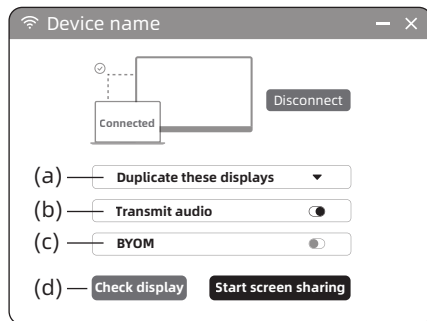 Device name
Disconnect
Connected
(a) Duplicate these displays
(b) Transmit audio
(c) BYOM
(d) Check display Start screen sharing